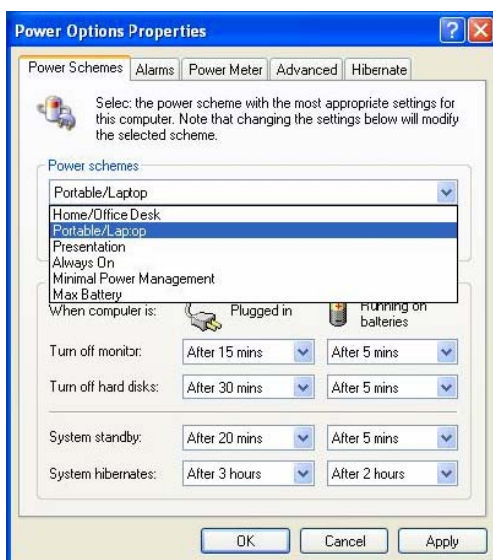 Power Options Properties
Power Schemes Alarms Power Meter Advanced Hibernate
Select the power scheme with the most appropriate settings for
this computer. Note that changing the settings below will modify
the selected scheme.
Power schemes
Portable/Laptop
Home/Office Desk
Portable/Laptop
Presentation
Always On
Minimal Power Management
Max Battery
When computer is: Plugged in Running on
batteries
Turn off monitor: After 15 mins After 5 mins
Turn off hard disks: After 30 mins After 5 mins
System standby: After 20 mins After 5 mins
System hibernates: After 3 hours After 2 hours
OK Cancel Apply